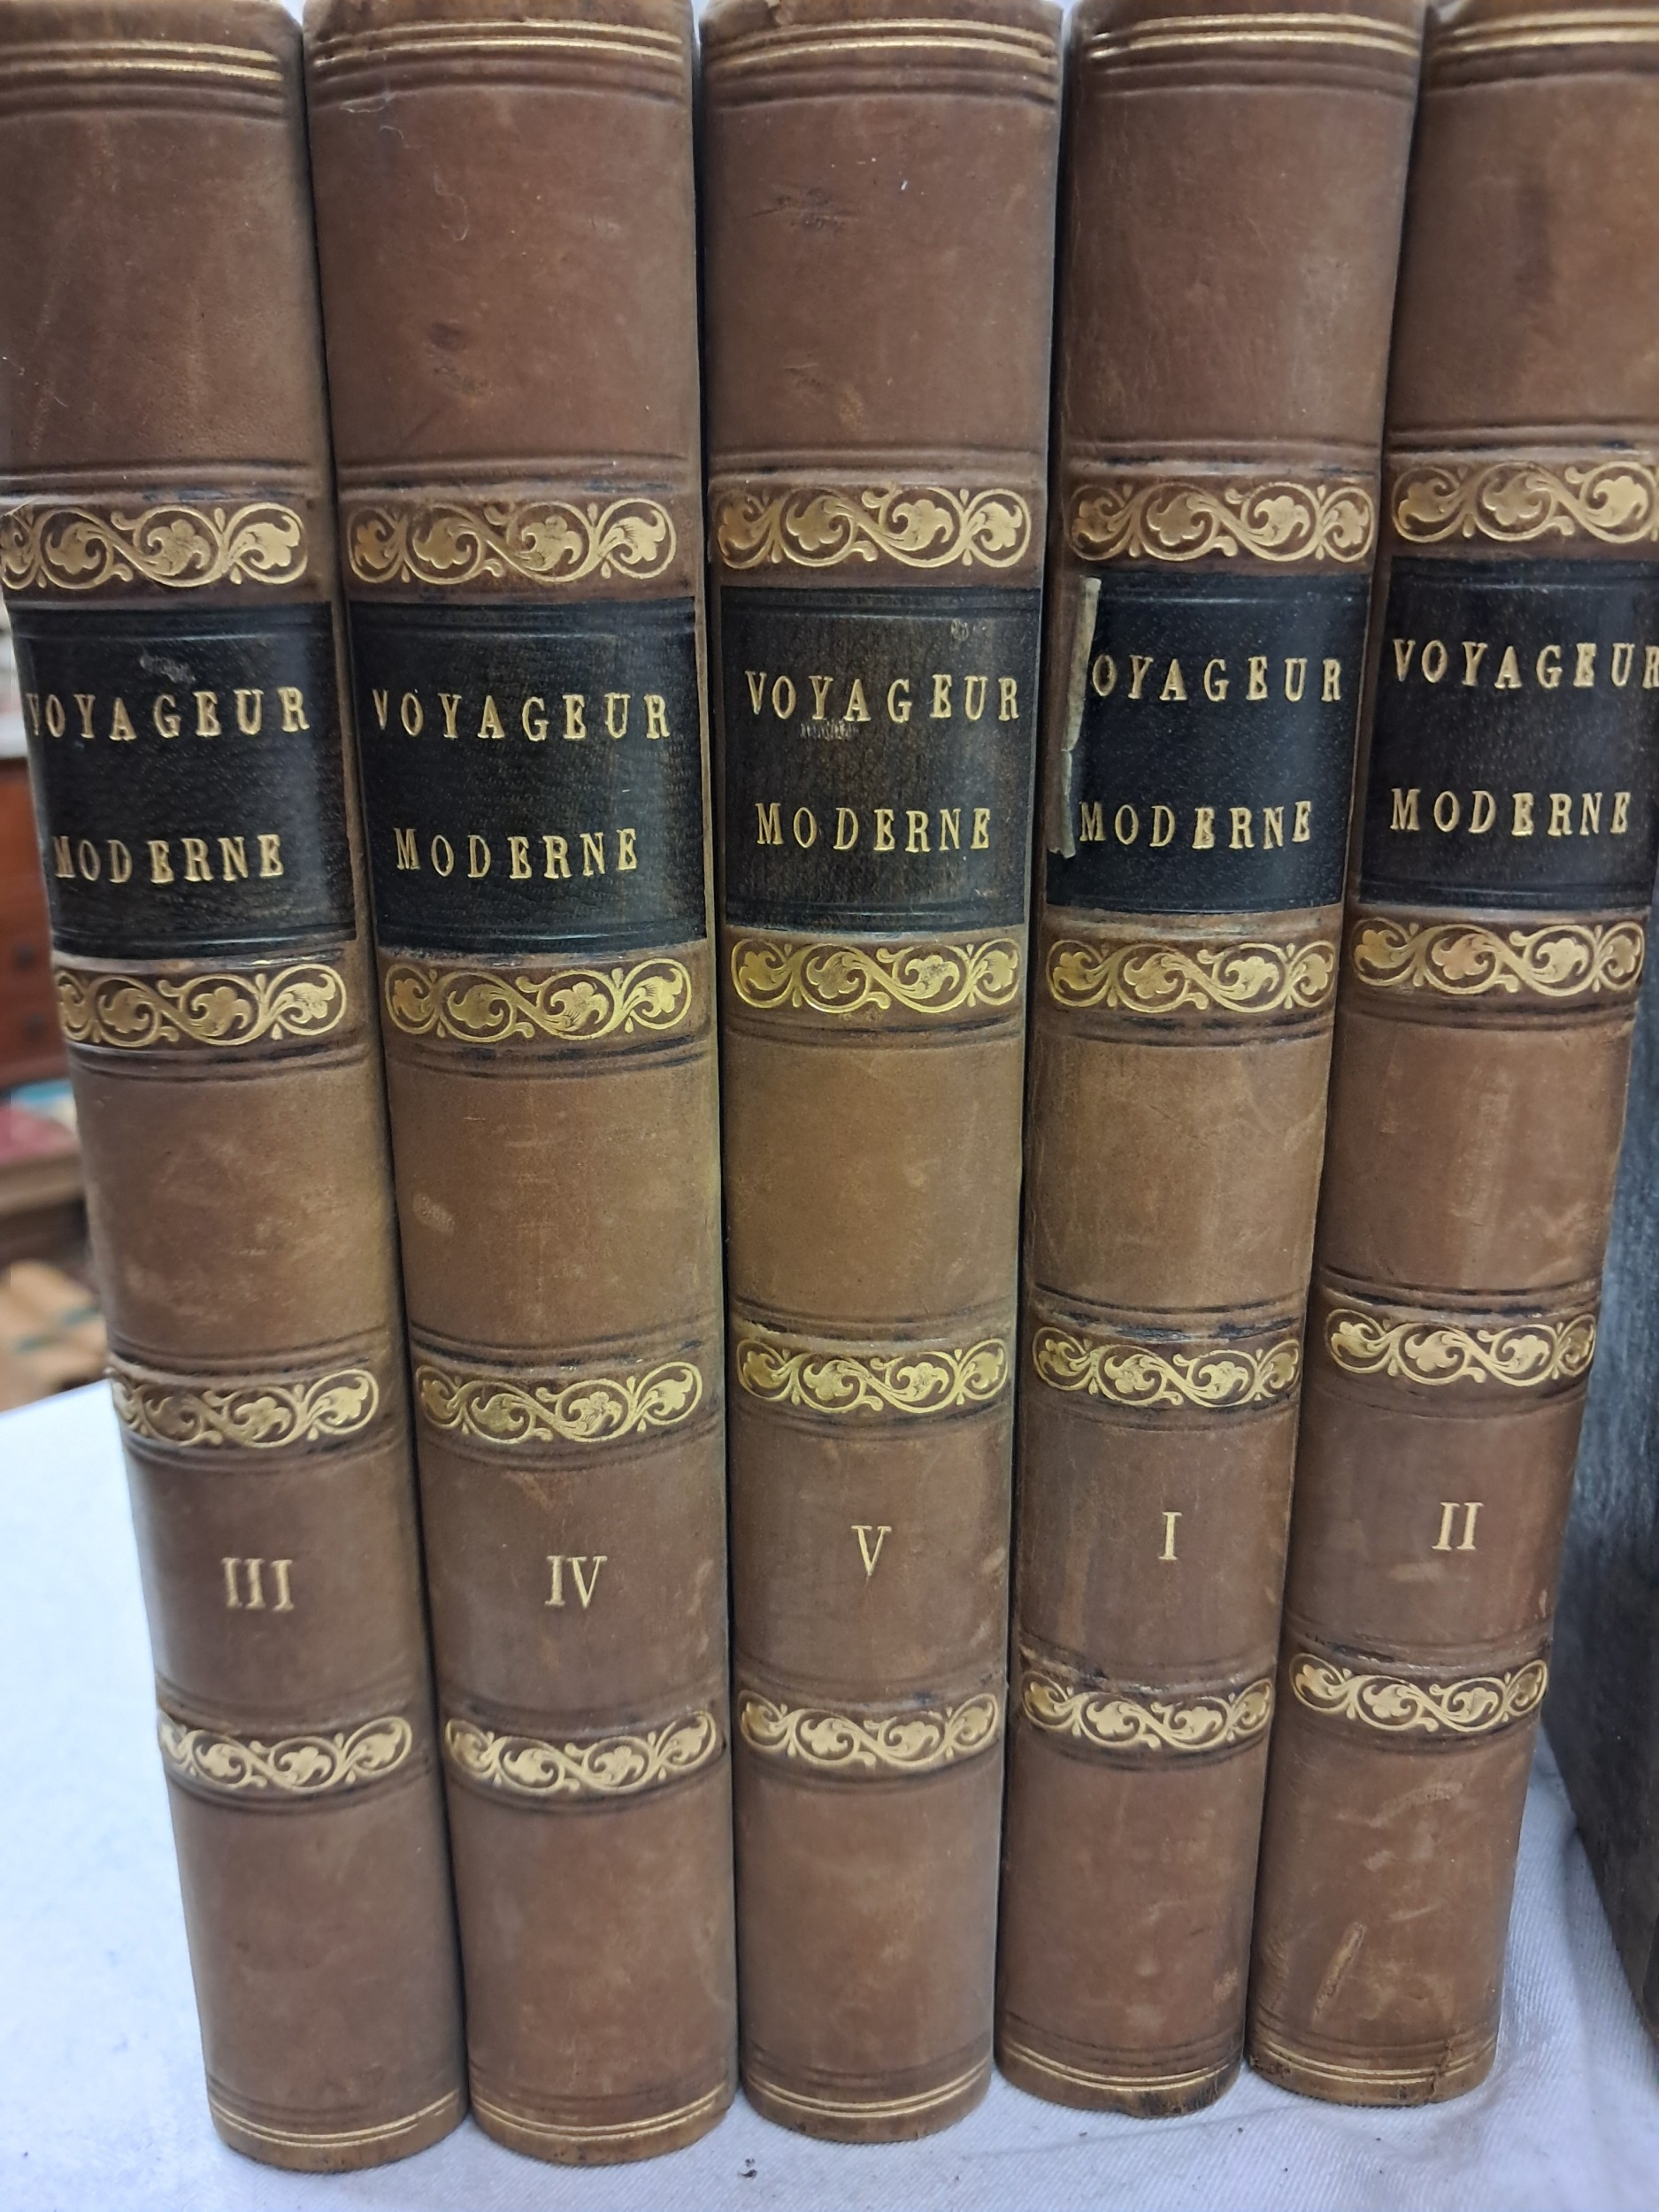 VOYAGEUR
MODERNE
III
VOYAGEUR
MODERNE
IV
VOYAGEUR
MODERNE
V
OYAGEUR
MODERNE
I
VOYAGEUR
MODERNE
II